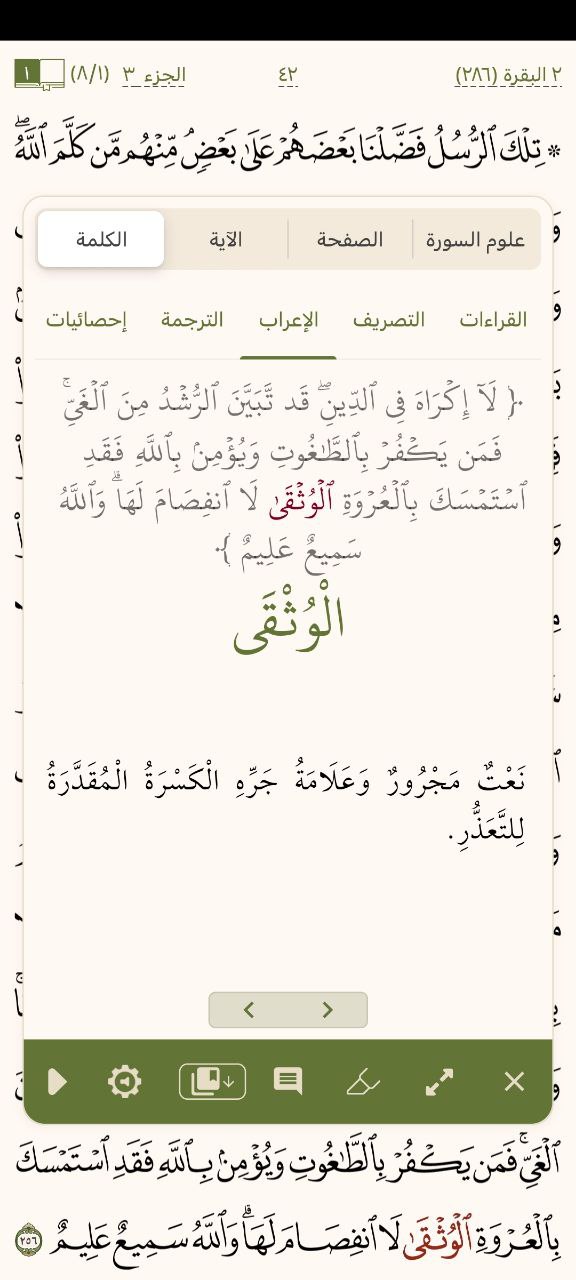 ٢ البقرة (٢٨٦) ٤٢ الجزء ٣ (٨/١) ١
* تِلْكَ ٱلرُّسُلُ فَضَّلْنَا بَعْضَهُمْ عَلَىٰ بَعْضٍۘ مِّنْهُم مَّن كَلَّمَ ٱللَّهُۖ
علوم السورة الصفحة الآية الكلمة
القراءات التصريف الإعراب الترجمة إحصائيات
﴿ لَآ إِكْرَاهَ فِى ٱلدِّينِۖ قَد تَّبَيَّنَ ٱلرُّشْدُ مِنَ ٱلْغَىِّۚ
فَمَن يَكْفُرْ بِٱلطَّٰغُوتِ وَيُؤْمِنۢ بِٱللَّهِ فَقَدِ
ٱسْتَمْسَكَ بِٱلْعُرْوَةِ ٱلْوُثْقَىٰ لَا ٱنفِصَامَ لَهَاۗ وَٱللَّهُ
سَمِيعٌ عَلِيمٌ ﴾
الْوُثْقَى
نَعْتٌ مَجْرُورٌ وَعَلَامَةُ جَرِّهِ الْكَسْرَةُ الْمُقَدَّرَةُ
لِلتَّعَذُّرِ.
ٱلْغَىِّۚ فَمَن يَكْفُرْ بِٱلطَّٰغُوتِ وَيُؤْمِنۢ بِٱللَّهِ فَقَدِ ٱسْتَمْسَكَ
بِٱلْعُرْوَةِ ٱلْوُثْقَىٰ لَا ٱنفِصَامَ لَهَاۗ وَٱللَّهُ سَمِيعٌ عَلِيمٌ ٢٥٦